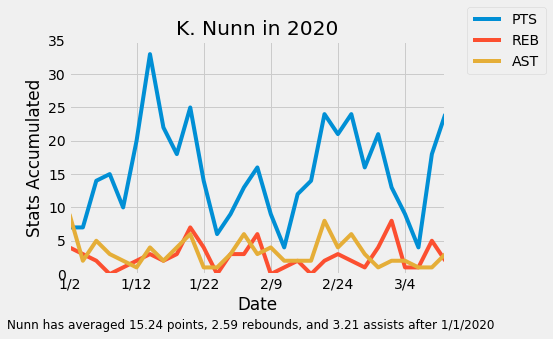 K. Nunn in 2020
PTS
REB
AST
Stats Accumulated
35
30
25
20
15
10
5
0
1/2 1/12 1/22 2/9 2/24 3/4
Date
Nunn has averaged 15.24 points, 2.59 rebounds, and 3.21 assists after 1/1/2020